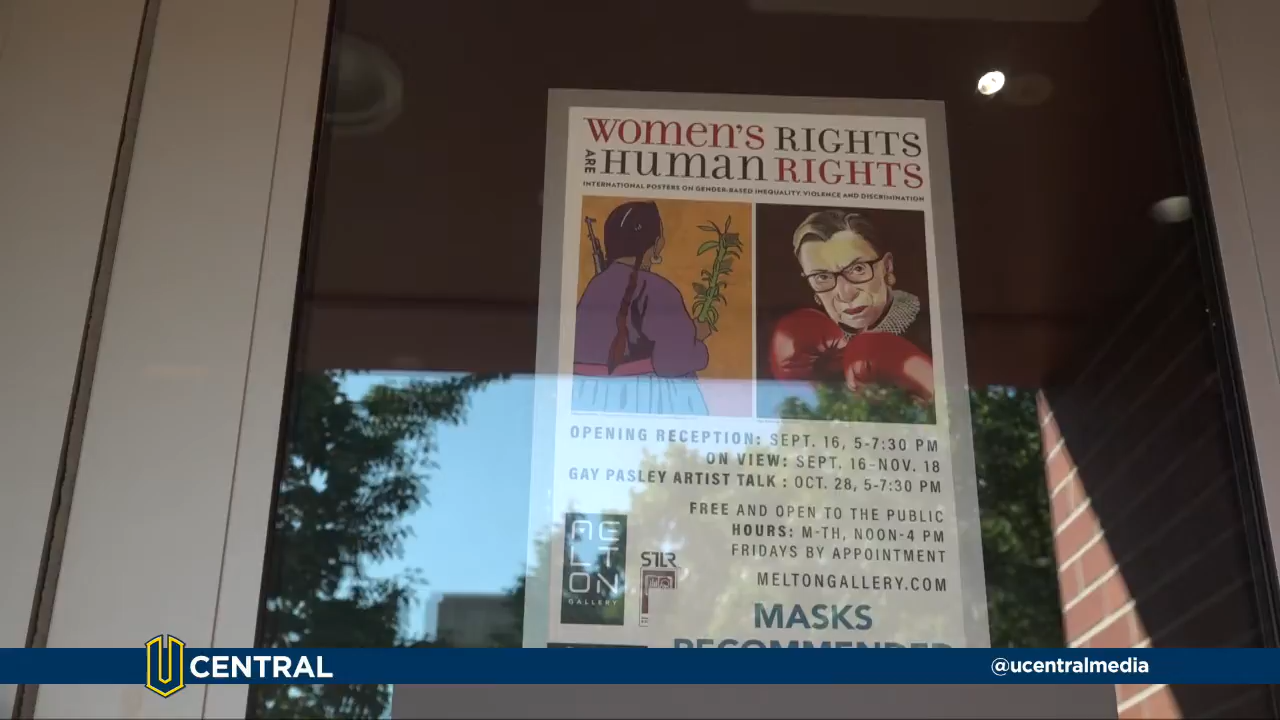 WOMEN'S RIGHTS
ARE HUMAN RIGHTS
INTERNATIONAL POSTERS ON GENDER-BASED INEQUALITY, VIOLENCE AND DISCRIMINATION
OPENING RECEPTION: SEPT. 16, 5-7:30 PM
ON VIEW: SEPT. 16-NOV. 18
GAY PASLEY ARTIST TALK : OCT. 28, 5-7:30 PM
FREE AND OPEN TO THE PUBLIC
HOURS: M-TH, NOON-4 PM
FRIDAYS BY APPOINTMENT
MELTONGALLERY.COM
MELTON
GALLERY
STLR
MASKS
RECOMMENDED
U CENTRAL
@ucentralmedia